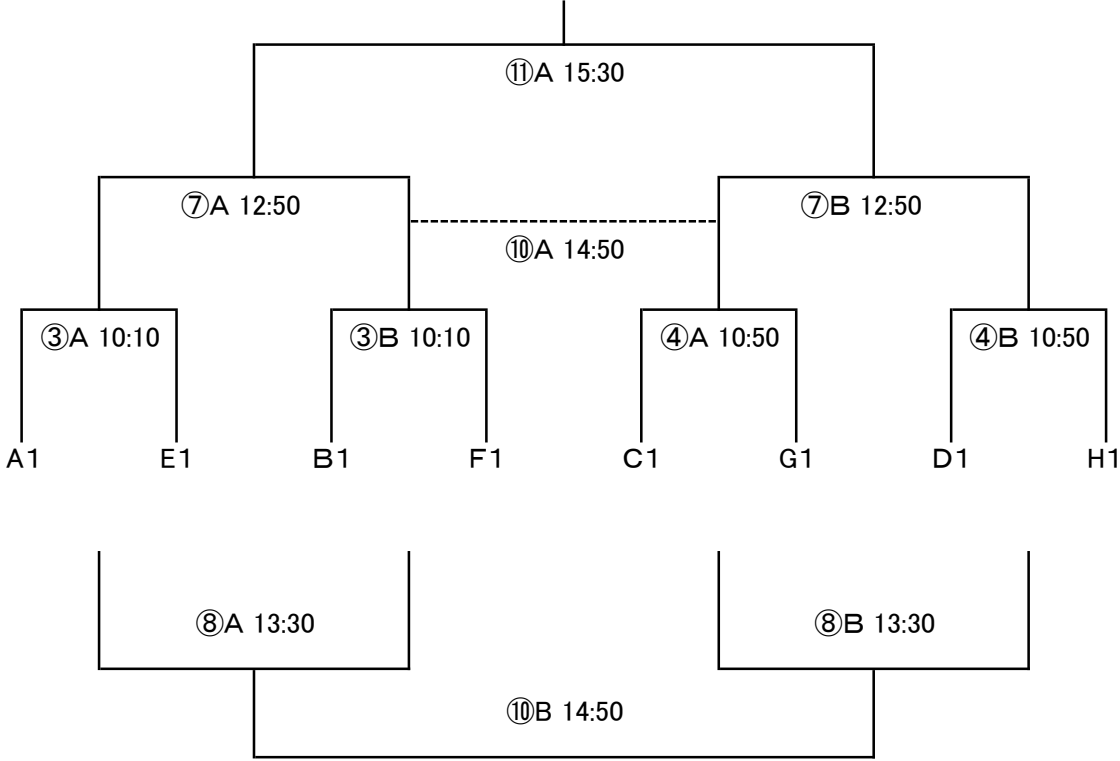 ⑪A 15:30
⑦A 12:50 ⑦B 12:50
⑩A 14:50
③A 10:10 ③B 10:10 ④A 10:50 ④B 10:50
A1 E1 B1 F1 C1 G1 D1 H1
⑧A 13:30 ⑧B 13:30
⑩B 14:50